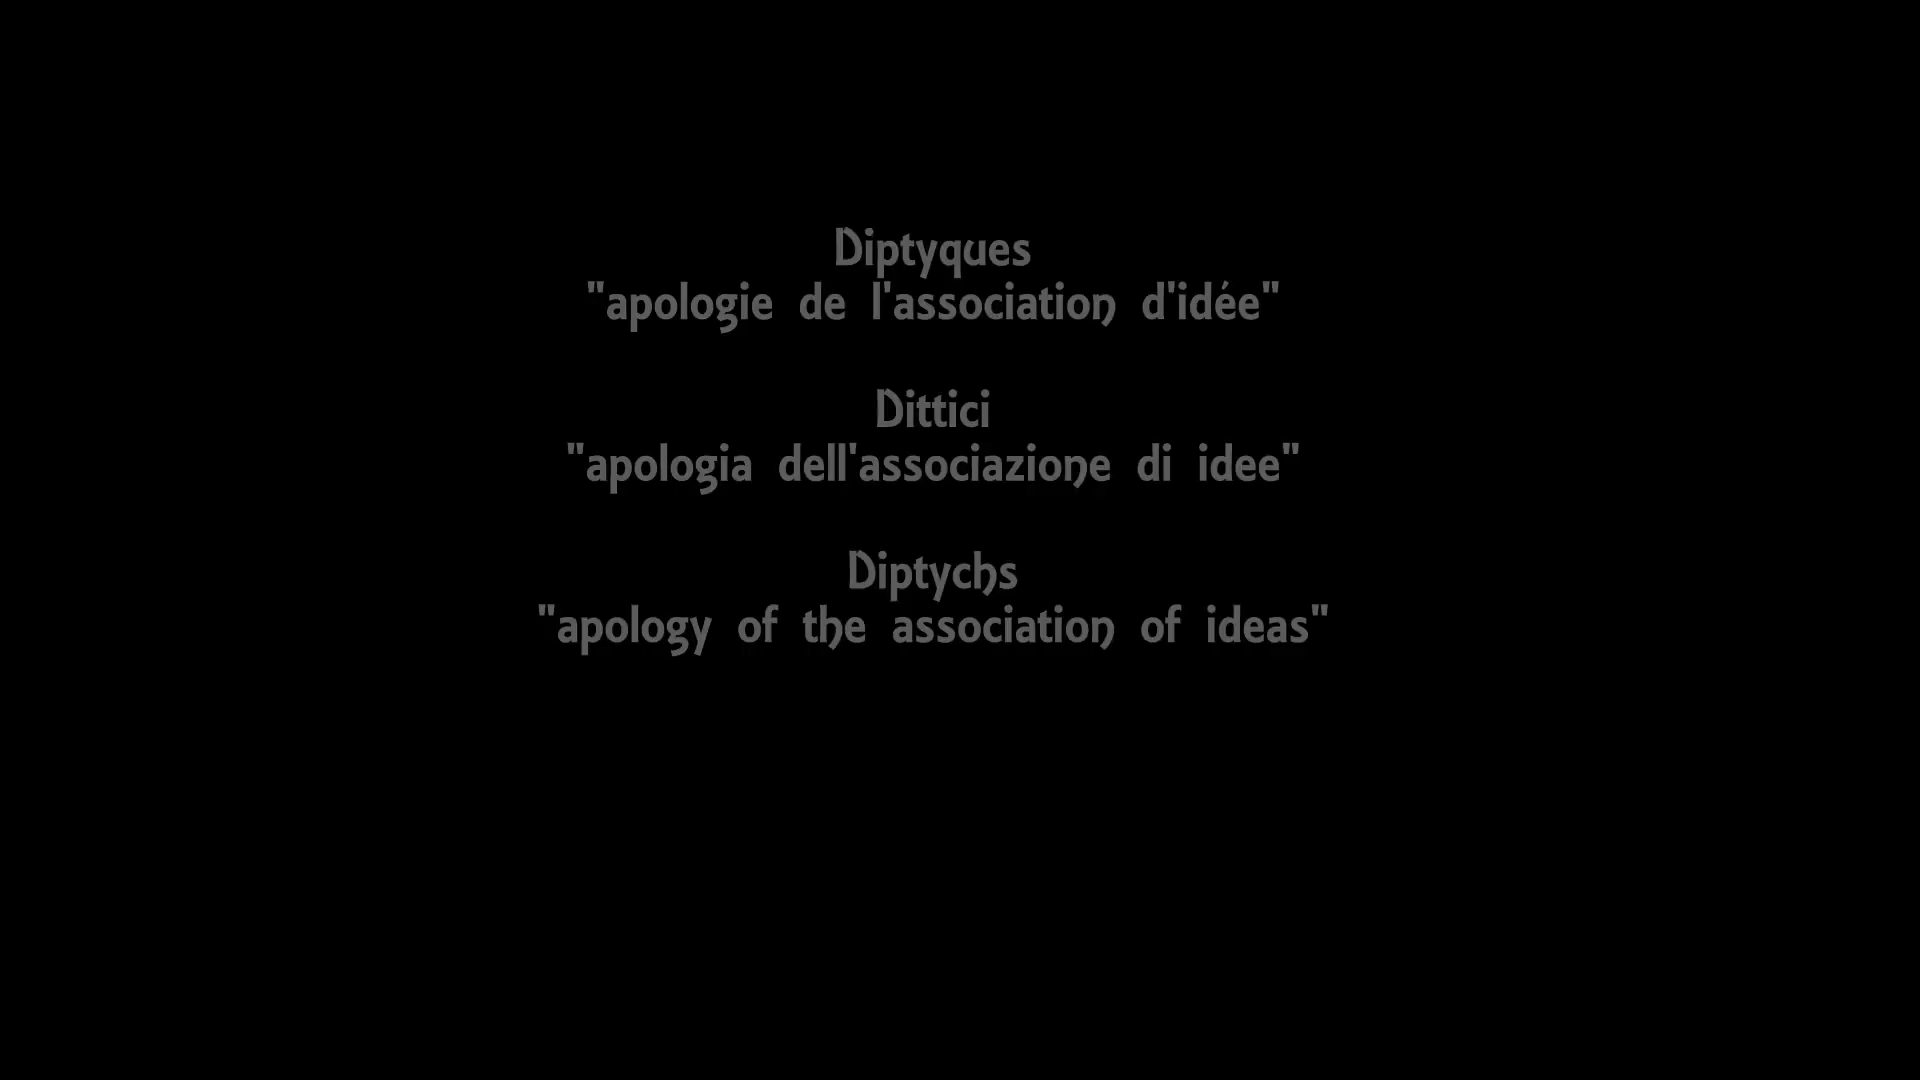 Diptyques
"apologie de l'association d'idée"
Dittici
"apologia dell'associazione di idee"
Diptychs
"apology of the association of ideas"